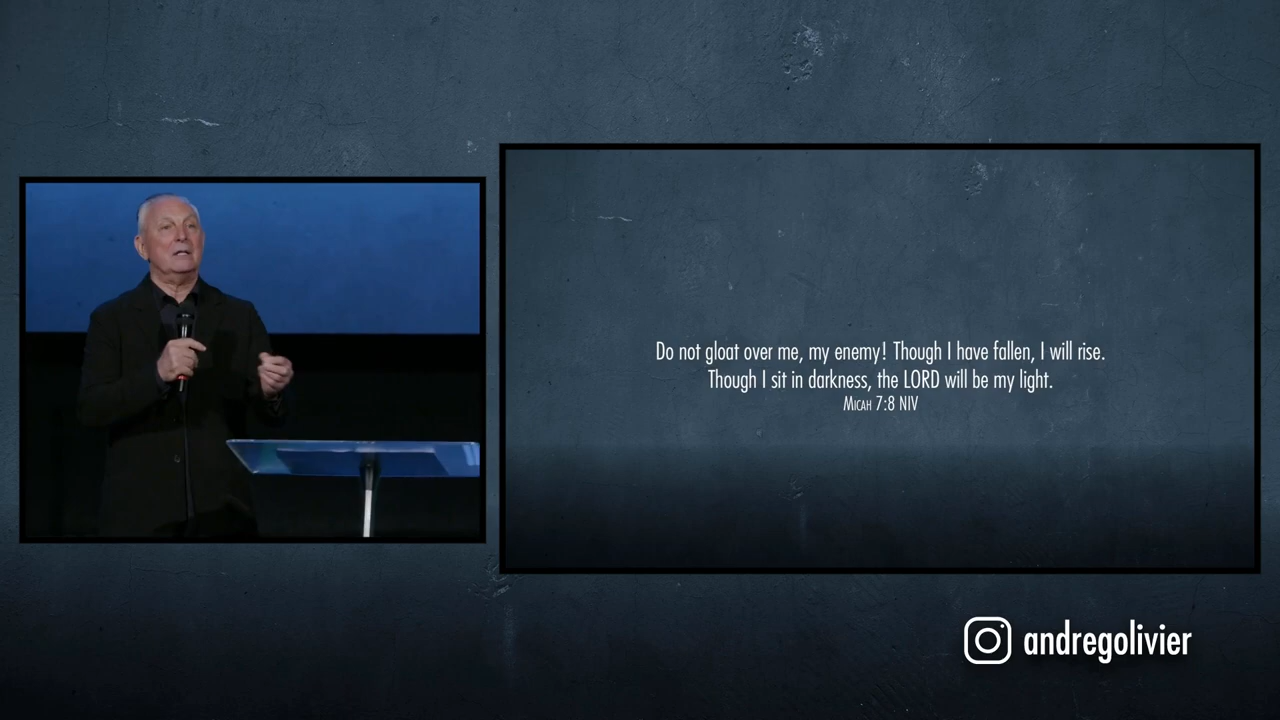 Do not gloat over me, my enemy! Though I have fallen, I will rise.
Though I sit in darkness, the LORD will be my light.
Micah 7:8 NIV
andregolivier